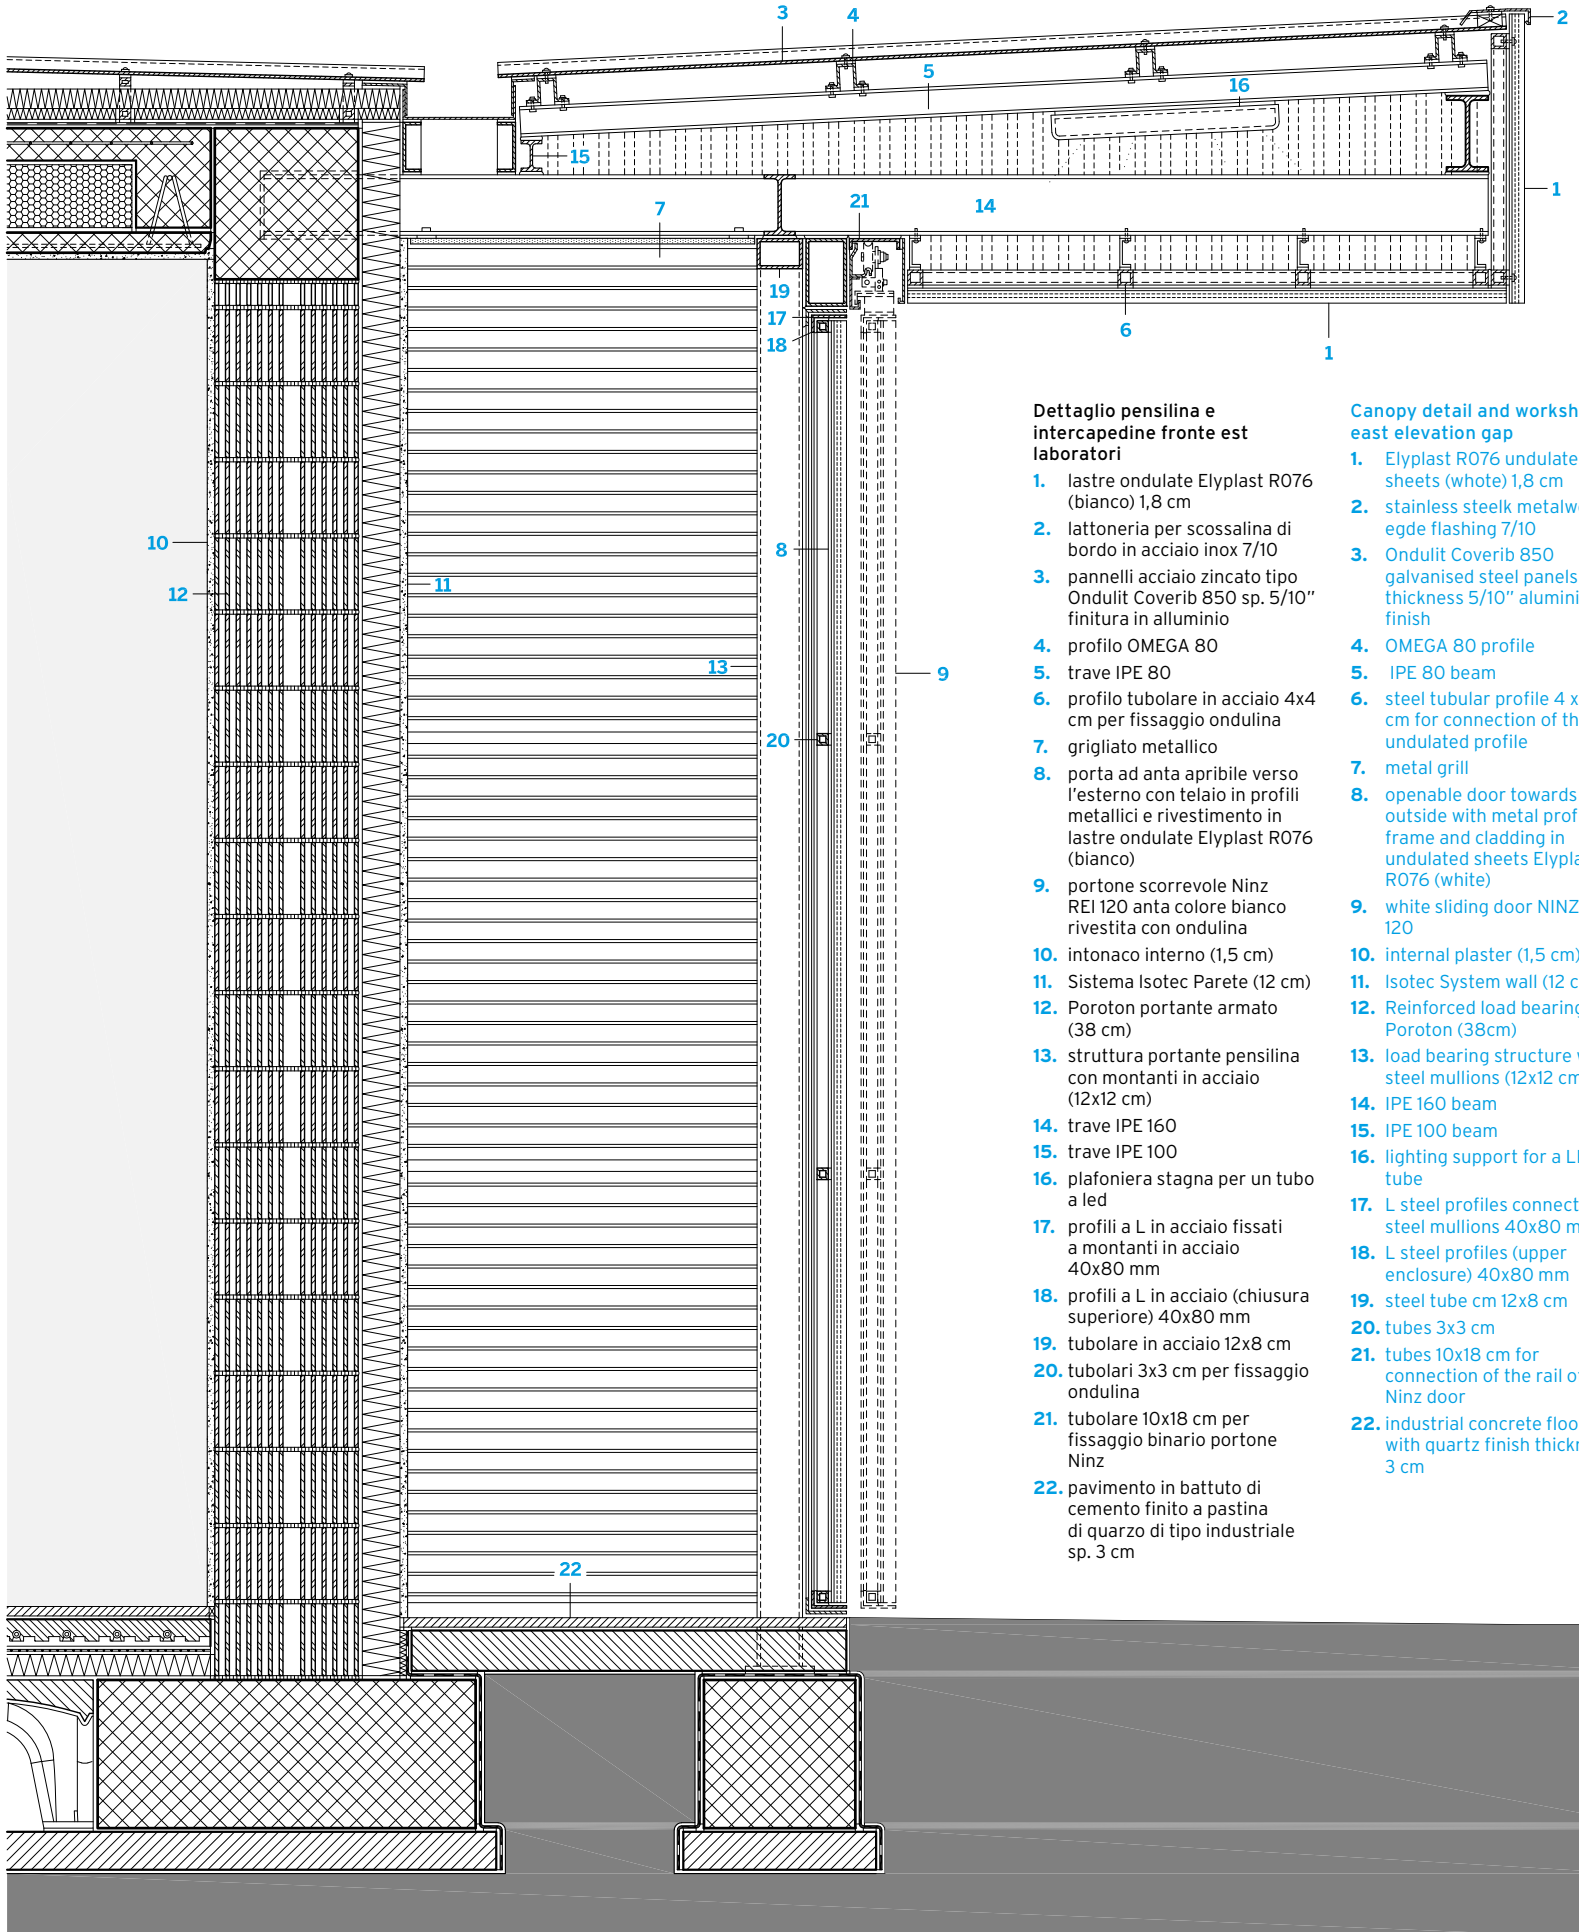 3
4
2
5
16
15
1
7
21
14
19
17
18
6
1
10
8
11
12
13
9
20
22
Dettaglio pensilina e
intercapedine fronte est
laboratori
1. lastre ondulate Elyplast R076
(bianco) 1,8 cm
2. lattoneria per scossalina di
bordo in acciaio inox 7/10
3. pannelli acciaio zincato tipo
Ondulit Coverib 850 sp. 5/10”
finitura in alluminio
4. profilo OMEGA 80
5. trave IPE 80
6. profilo tubolare in acciaio 4x4
cm per fissaggio ondulina
7. grigliato metallico
8. porta ad anta apribile verso
l’esterno con telaio in profili
metallici e rivestimento in
lastre ondulate Elyplast R076
(bianco)
9. portone scorrevole Ninz
REI 120 anta colore bianco
rivestita con ondulina
10. intonaco interno (1,5 cm)
11. Sistema Isotec Parete (12 cm)
12. Poroton portante armato
(38 cm)
13. struttura portante pensilina
con montanti in acciaio
(12x12 cm)
14. trave IPE 160
15. trave IPE 100
16. plafoniera stagna per un tubo
a led
17. profili a L in acciaio fissati
a montanti in acciaio
40x80 mm
18. profili a L in acciaio (chiusura
superiore) 40x80 mm
19. tubolare in acciaio 12x8 cm
20. tubolari 3x3 cm per fissaggio
ondulina
21. tubolare 10x18 cm per
fissaggio binario portone
Ninz
22. pavimento in battuto di
cemento finito a pastina
di quarzo di tipo industriale
sp. 3 cm
Canopy detail and worksh
east elevation gap
1. Elyplast R076 undulate
sheets (whote) 1,8 cm
2. stainless steelk metalw
egde flashing 7/10
3. Ondulit Coverib 850
galvanised steel panels
thickness 5/10” alumini
finish
4. OMEGA 80 profile
5. IPE 80 beam
6. steel tubular profile 4 x
cm for connection of th
undulated profile
7. metal grill
8. openable door towards
outside with metal prof
frame and cladding in
undulated sheets Elypla
R076 (white)
9. white sliding door NINZ
120
10. internal plaster (1,5 cm)
11. Isotec System wall (12 c
12. Reinforced load bearing
Poroton (38cm)
13. load bearing structure
steel mullions (12x12 cm
14. IPE 160 beam
15. IPE 100 beam
16. lighting support for a L
tube
17. L steel profiles connect
steel mullions 40x80 m
18. L steel profiles (upper
enclosure) 40x80 mm
19. steel tube cm 12x8 cm
20. tubes 3x3 cm
21. tubes 10x18 cm for
connection of the rail o
Ninz door
22. industrial concrete floo
with quartz finish thick
3 cm